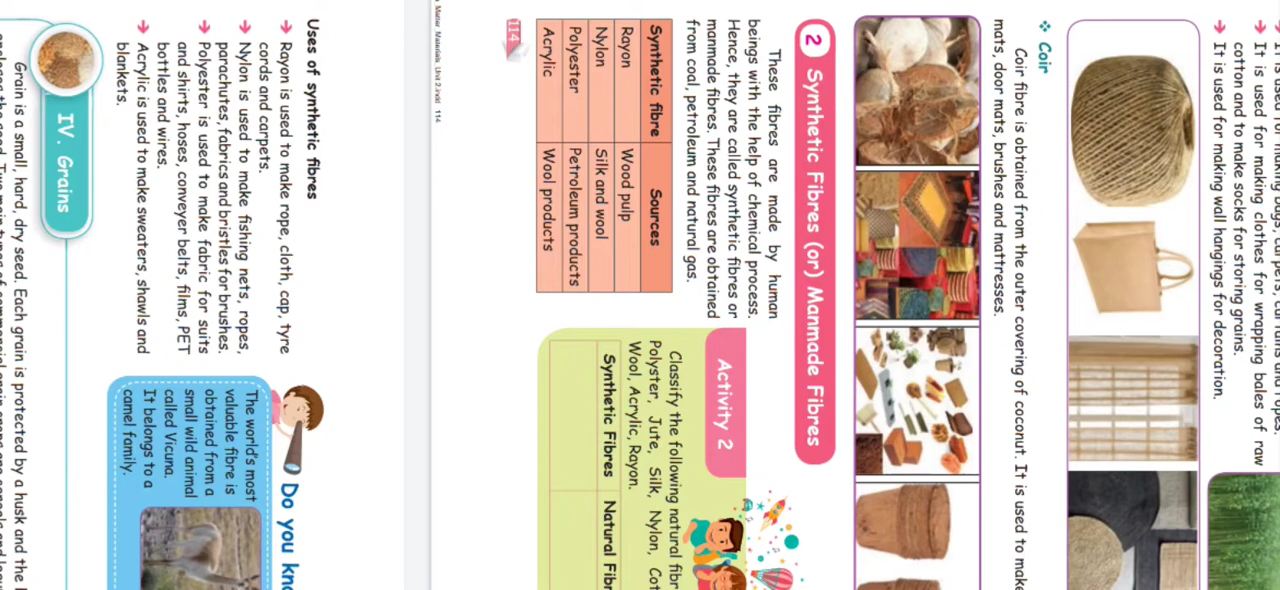 cotton and to make socks for storing grains.
It is used for making clothes for wrapping bales of raw
It is used for making wall hangings for decoration.
Coir
Coir fibre is obtained from the outer covering of coconut. It is used to make
mats, door mats, brushes and mattresses.
2 Synthetic Fibres (or) Manmade Fibres
These fibres are made by human
beings with the help of chemical process.
Hence, they are called synthetic fibres or
manmade fibres. These fibres are obtained
from coal, petroleum and natural gas.
Synthetic fibre Sources
Rayon Wood pulp
Nylon Silk and wool
Polyester Petroleum products
Acrylic Wool products
Activity 2
Classify the following natural fibr
Polyster, Jute, Silk, Nylon, Cot
Wool, Acrylic, Rayon.
Synthetic Fibres Natural Fibr
114
Uses of synthetic fibres
Rayon is used to make rope, cloth, cap, tyre
cords and carpets.
Nylon is used to make fishing nets, ropes,
parachutes, fabrics and bristles for brushes.
Polyester is used to make fabric for suits
and shirts, hoses, conveyer belts, films, PET
bottles and wires.
Acrylic is used to make sweaters, shawls and
blankets.
Do you kno
The world's most
valuable fibre is
obtained from a
small wild animal
called Vicuna.
It belongs to a
camel family.
IV. Grains
Grain is a small, hard, dry seed. Each grain is protected by a husk and the